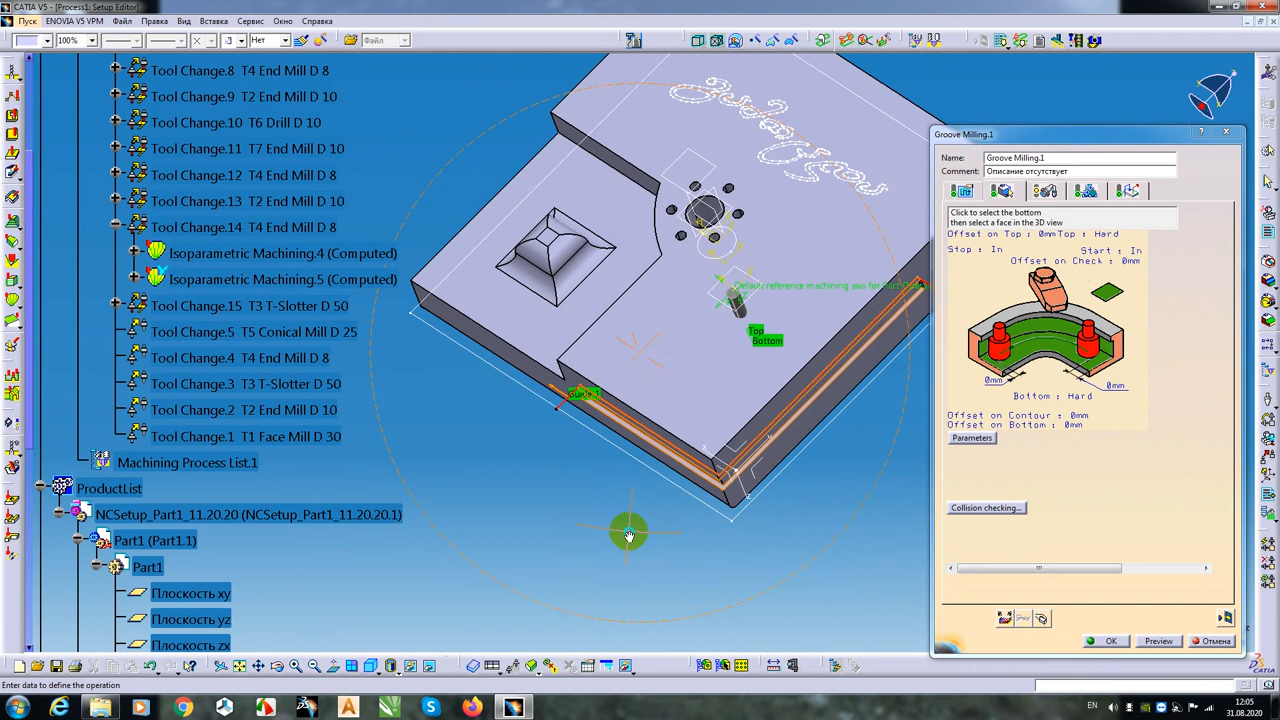 CATIA V5 - [Process1: Setup Editor]
Пуск ENOVIA V5 VPM Файл Правка Вид Вставка Сервис Окно Справка
100% Нет Файл
Tool Change.8 T4 End Mill D 8
Tool Change.9 T2 End Mill D 10
Tool Change.10 T6 Drill D 10
Tool Change.11 T7 End Mill D 10
Tool Change.12 T4 End Mill D 8
Tool Change.13 T2 End Mill D 10
Tool Change.14 T4 End Mill D 8
Isoparametric Machining.4 (Computed)
Isoparametric Machining.5 (Computed)
Tool Change.15 T3 T-Slotter D 50
Tool Change.5 T5 Conical Mill D 25
Tool Change.4 T4 End Mill D 8
Tool Change.3 T3 T-Slotter D 50
Tool Change.2 T2 End Mill D 10
Tool Change.1 T1 Face Mill D 30
Machining Process List.1
ProductList
NCSetup_Part1_11.20.20 (NCSetup_Part1_11.20.20.1)
Part1 (Part1.1)
Part1
Плоскость xy
Плоскость yz
Плоскость zx
Default reference machining axis for Part
Top
Bottom
Guide.1
Groove Milling.1
Name: Groove Milling.1
Comment: Описание отсутствует
Click to select the bottom
then select a face in the 3D view
Offset on Top : 0mm Top : Hard
Stop : In Start : In
Offset on Check : 0mm
0mm 0mm
Bottom : Hard
Offset on Contour : 0mm
Offset on Bottom : 0mm
Parameters
Collision checking...
OK Preview Отмена
Enter data to define the operation
CATIA
EN 12:05
31.08.2020